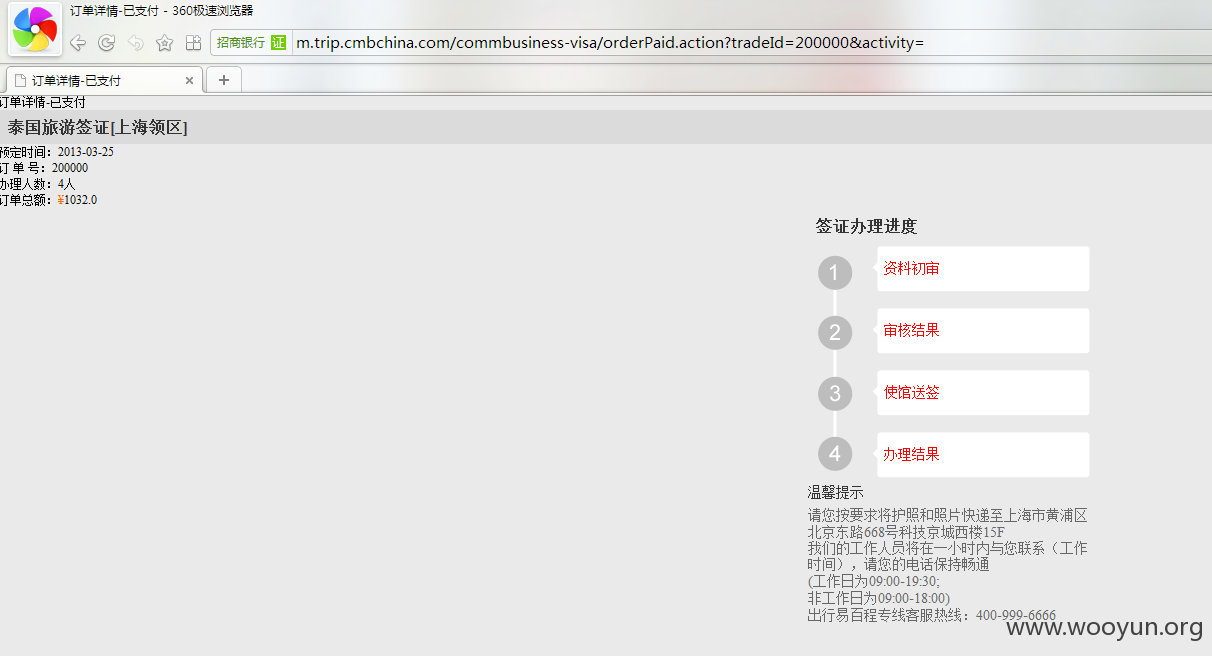 订单详情-已支付 - 360极速浏览器
招商银行 证 m.trip.cmbchina.com/commbusiness-visa/orderPaid.action?tradeId=200000&activity=
订单详情-已支付
订单详情-已支付
泰国旅游签证[上海领区]
预定时间：2013-03-25
订 单 号：200000
办理人数：4人
订单总额：¥1032.0
签证办理进度
1 资料初审
2 审核结果
3 使馆送签
4 办理结果
温馨提示
请您按要求将护照和照片快递至上海市黄浦区
北京东路668号科技京城西楼15F
我们的工作人员将在一小时内与您联系（工作
时间），请您的电话保持畅通
(工作日为09:00-19:30;
非工作日为09:00-18:00)
出行易百程专线客服热线：400-999-6666
www.wooyun.org